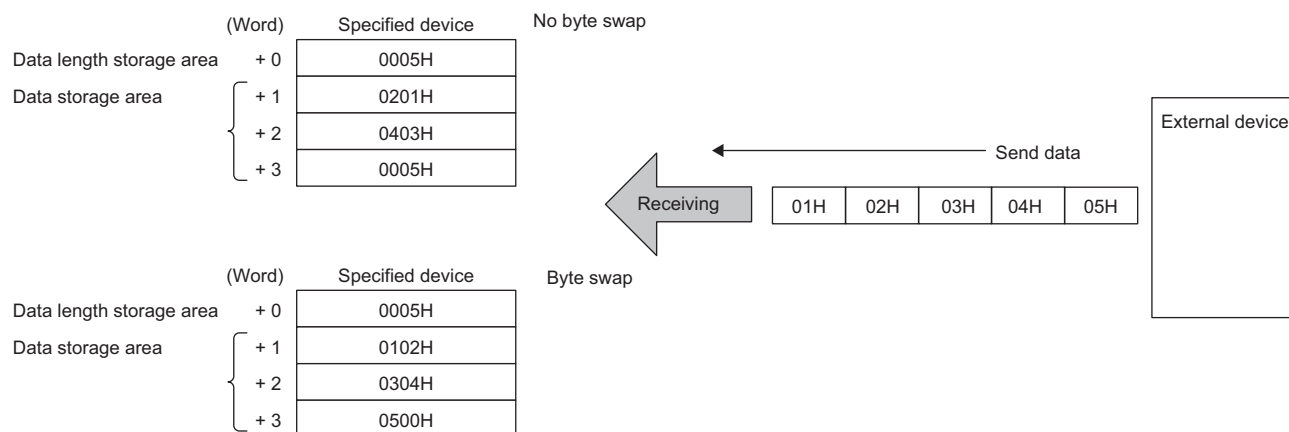 (Word) Specified device No byte swap
Data length storage area + 0 0005H
Data storage area + 1 0201H
+ 2 0403H
+ 3 0005H
External device
Send data
Receiving 01H 02H 03H 04H 05H
(Word) Specified device Byte swap
Data length storage area + 0 0005H
Data storage area + 1 0102H
+ 2 0304H
+ 3 0500H